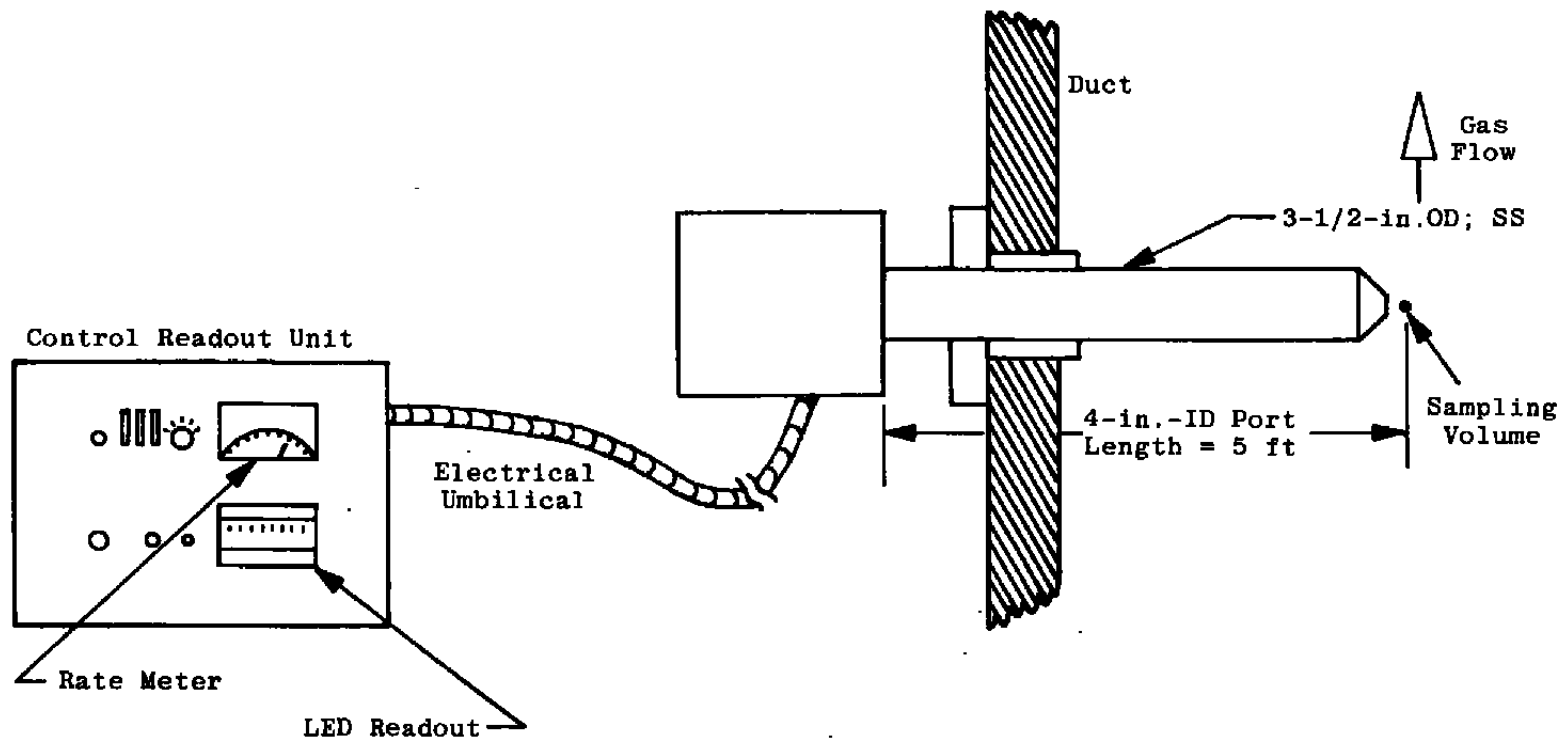 Duct
Gas
Flow
3-1/2-in.OD; SS
Control Readout Unit
4-in.-ID Port
Length = 5 ft
Sampling
Volume
Electrical
Umbilical
Rate Meter
LED Readout